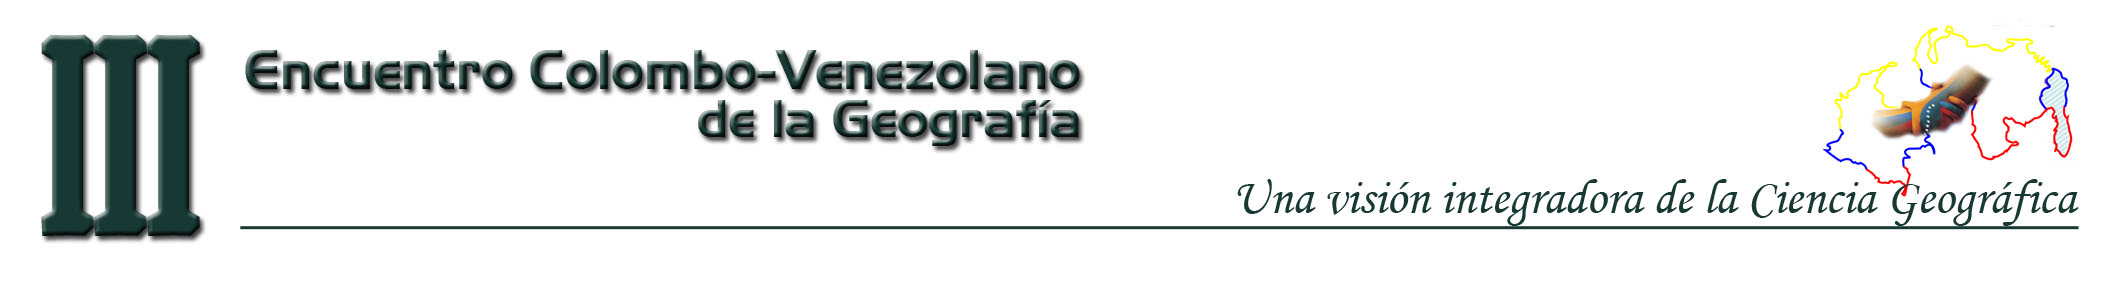 III
Encuentro Colombo-Venezolano
de la Geografía
Una visión integradora de la Ciencia Geográfica